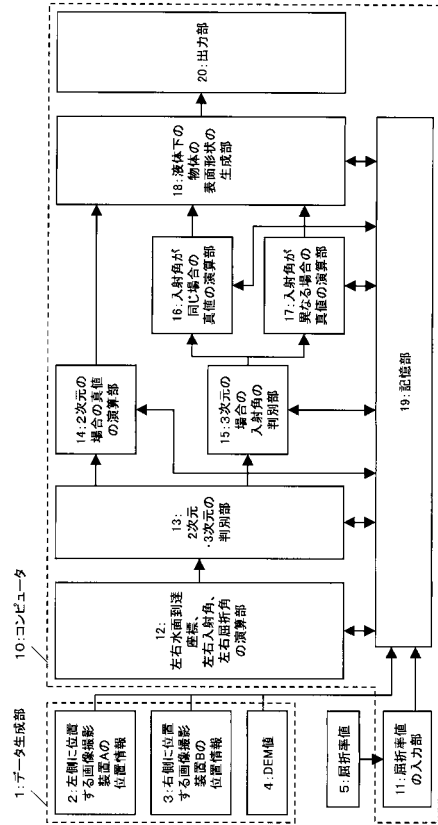 1:データ生成部
2:左側に位置
する画像撮影
装置Aの
位置情報
3:右側に位置
する画像撮影
装置Bの
位置情報
4:DEM値
5:屈折率値
10:コンピュータ
11:屈折率値
の入力部
12:
左右水面到達
座標、
左右入射角、
左右屈折角
の演算部
13:
2次元
・3次元の
判別部
14:2次元の
場合の真値
の演算部
15:3次元の
場合の
入射角の
判別部
16:入射角が
同じ場合の
真値の演算部
17:入射角が
異なる場合の
真値の演算部
18:液体下の
物体の
表面形状の
生成部
19:記憶部
20:出力部